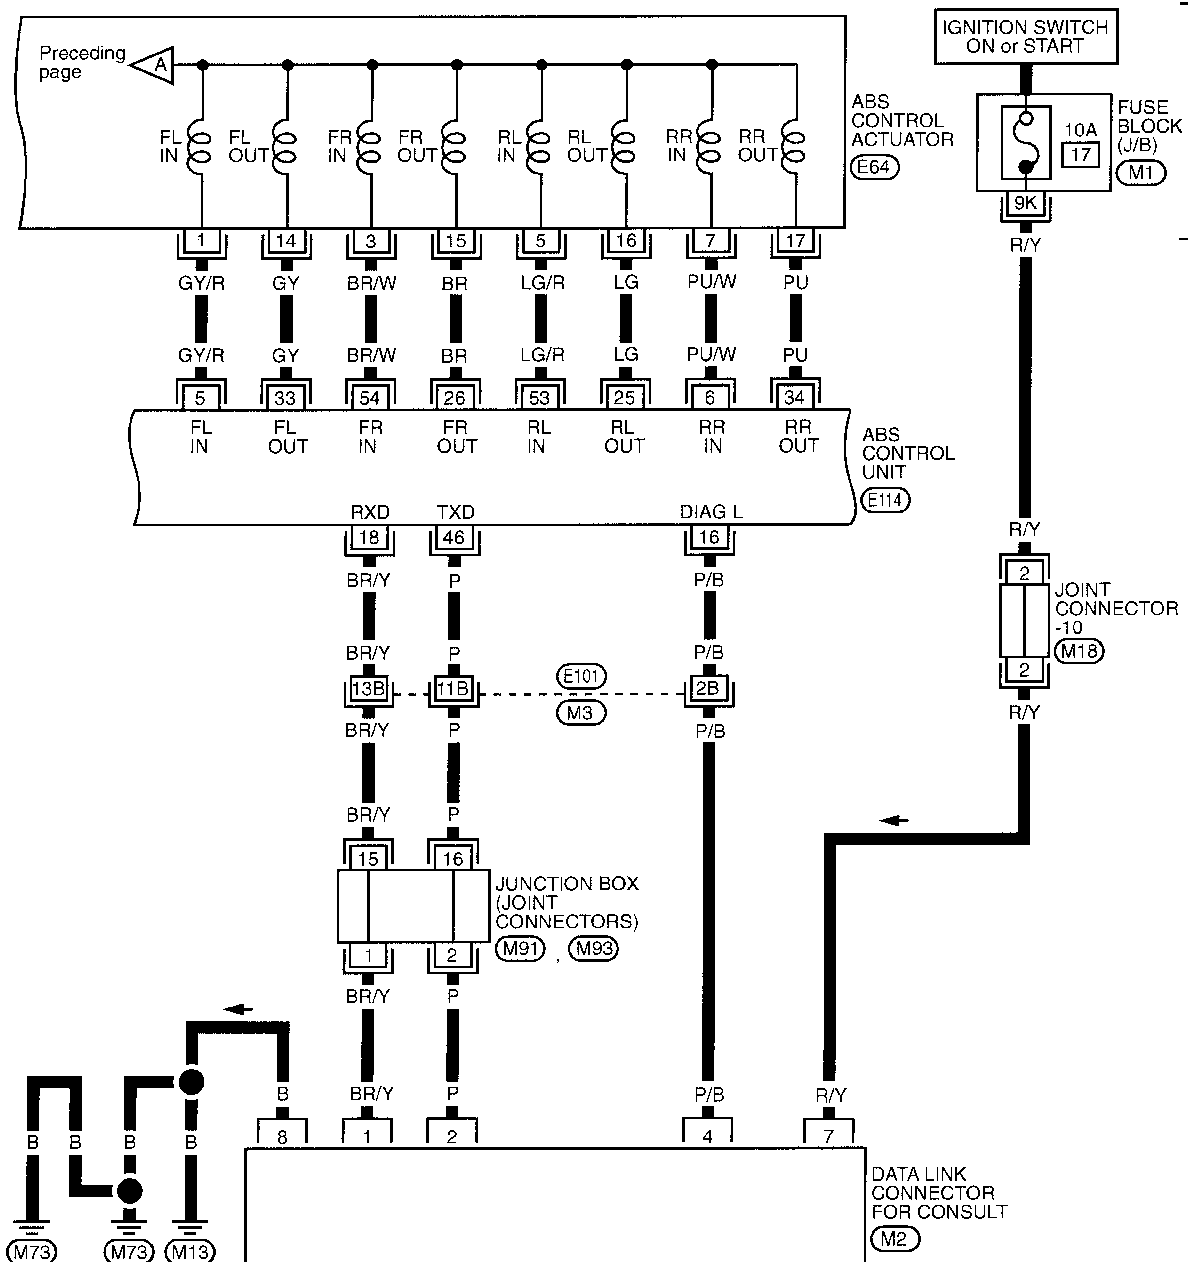 IGNITION SWITCH
ON or START
Preceding
page
A
FL
IN
FL
OUT
FR
IN
FR
OUT
RL
IN
RL
OUT
RR
IN
RR
OUT
ABS
CONTROL
ACTUATOR
E64
10A
17
FUSE
BLOCK
(J/B)
M1
9K
R/Y
1 14 3 15 5 16 7 17
GY/R GY BR/W BR LG/R LG PU/W PU
GY/R GY BR/W BR LG/R LG PU/W PU
5 33 54 26 53 25 6 34
FL
IN
FL
OUT
FR
IN
FR
OUT
RL
IN
RL
OUT
RR
IN
RR
OUT
ABS
CONTROL
UNIT
E114
RXD TXD DIAG L
18 46 16
R/Y
2
JOINT
CONNECTOR
-10
M18
2
R/Y
BR/Y P P/B
BR/Y P P/B
13B 11B 2B
E101
M3
BR/Y P P/B
BR/Y P
15 16
JUNCTION BOX
(JOINT
CONNECTORS)
M91 , M93
1 2
BR/Y P
B BR/Y P P/B R/Y
8 1 2 4 7
B B B B
DATA LINK
CONNECTOR
FOR CONSULT
M2
M73 M73 M13